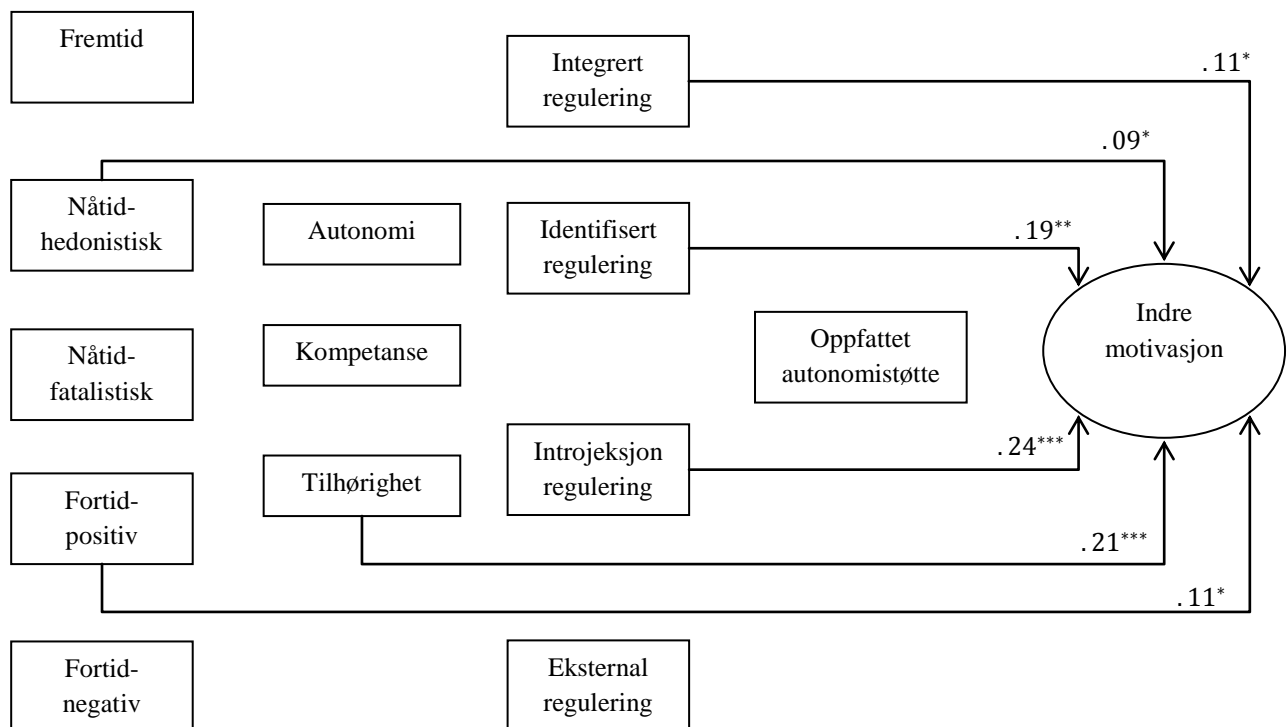 Fremtid
Integrert
regulering
.11*
.09*
Nåtid-
hedonistisk
Autonomi
Identifisert
regulering
.19**
Nåtid-
fatalistisk
Kompetanse
Oppfattet
autonomistøtte
Indre
motivasjon
Fortid-
positiv
Tilhørighet
Introjeksjon
regulering
.24***
.21***
.11*
Fortid-
negativ
Eksternal
regulering